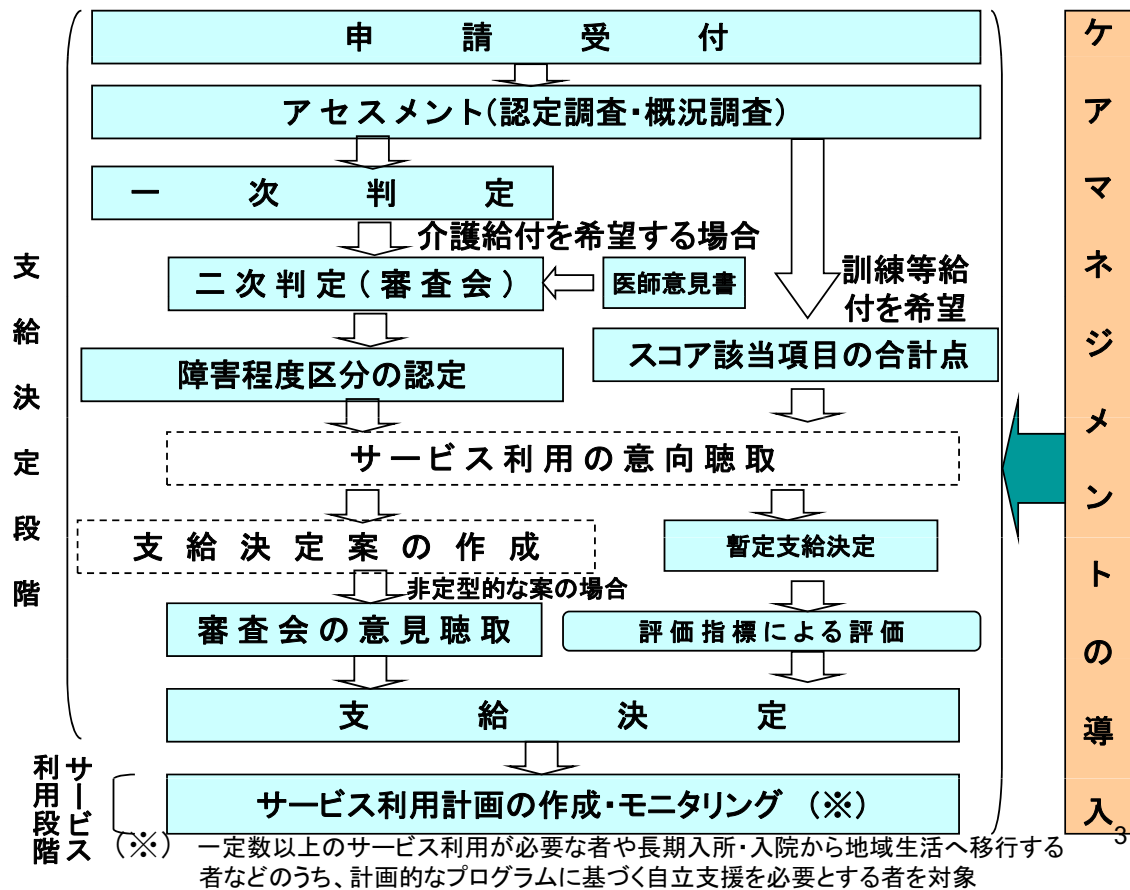 申請受付
アセスメント（認定調査・概況調査）
一次判定
介護給付を希望する場合
二次判定（審査会）
医師意見書
訓練等給
付を希望
障害程度区分の認定
スコア該当項目の合計点
サービス利用の意向聴取
支給決定案の作成
暫定支給決定
非定型的な案の場合
審査会の意見聴取
評価指標による評価
支給決定
サービス利用計画の作成・モニタリング （※）
支給決定段階
サービス
利用段階
ケアマネジメントの導入
（※） 一定数以上のサービス利用が必要な者や長期入所・入院から地域生活へ移行する
者などのうち、計画的なプログラムに基づく自立支援を必要とする者を対象
3